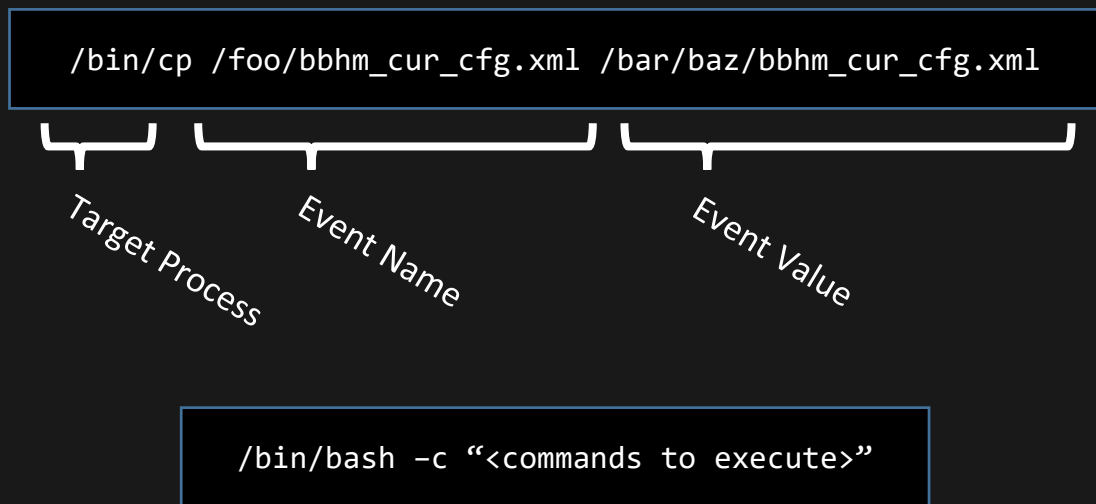 /bin/cp /foo/bbhm_cur_cfg.xml /bar/baz/bbhm_cur_cfg.xml
Target Process
Event Name
Event Value
/bin/bash –c “<commands to execute>”